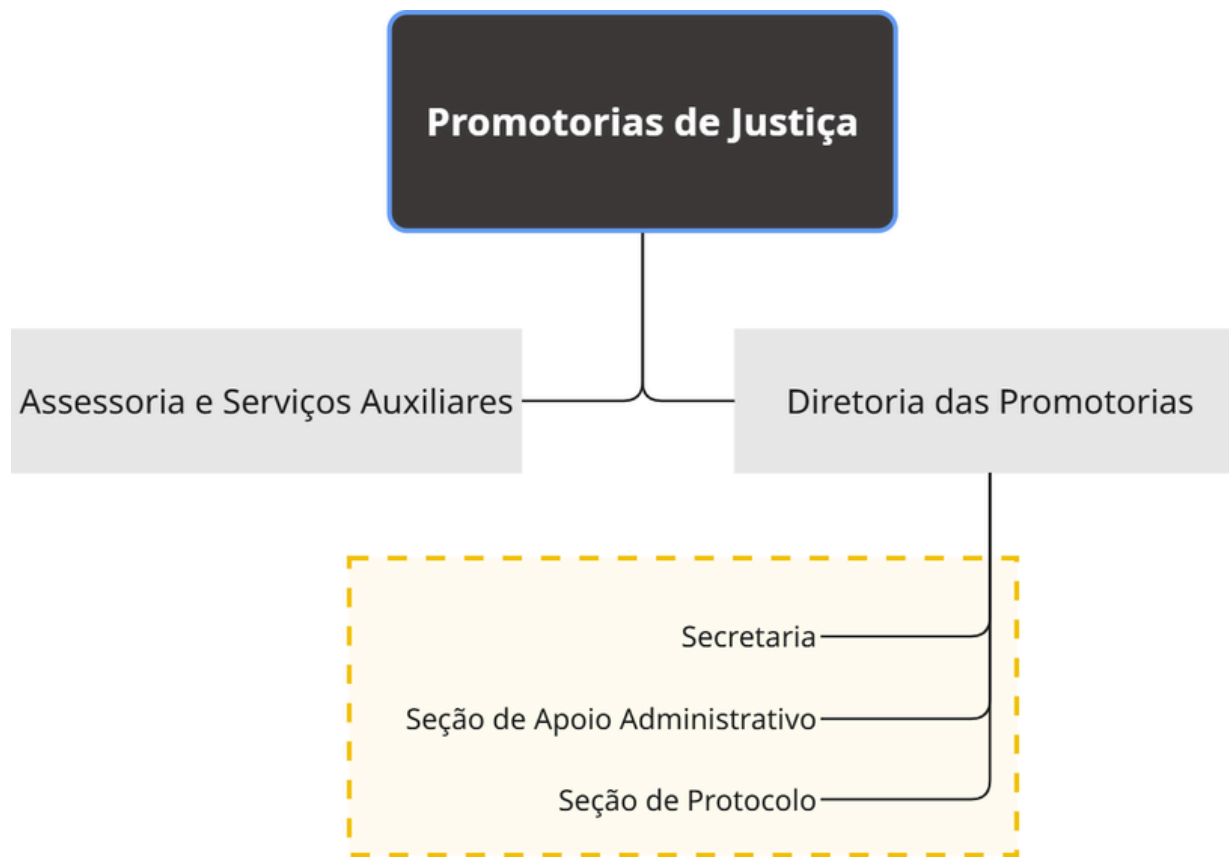 Promotorias de Justiça
Assessoria e Serviços Auxiliares
Diretoria das Promotorias
Secretaria
Seção de Apoio Administrativo
Seção de Protocolo